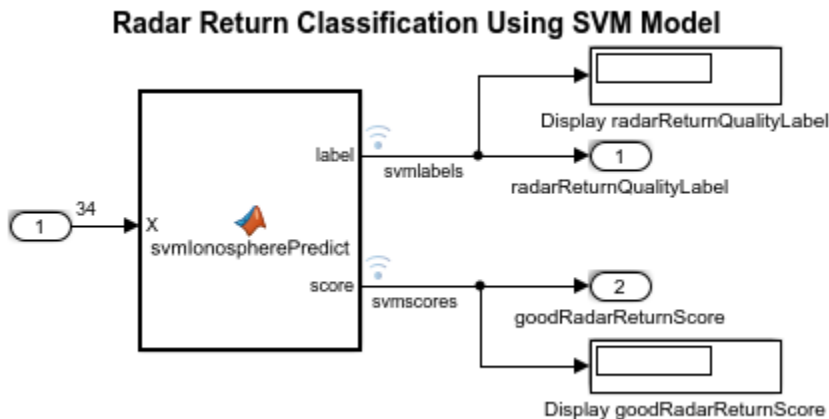 Radar Return Classification Using SVM Model
Display radarReturnQualityLabel
label
svmlabels
1
radarReturnQualityLabel
34
1
X
svmIonospherePredict
score
svmscores
2
goodRadarReturnScore
Display goodRadarReturnScore